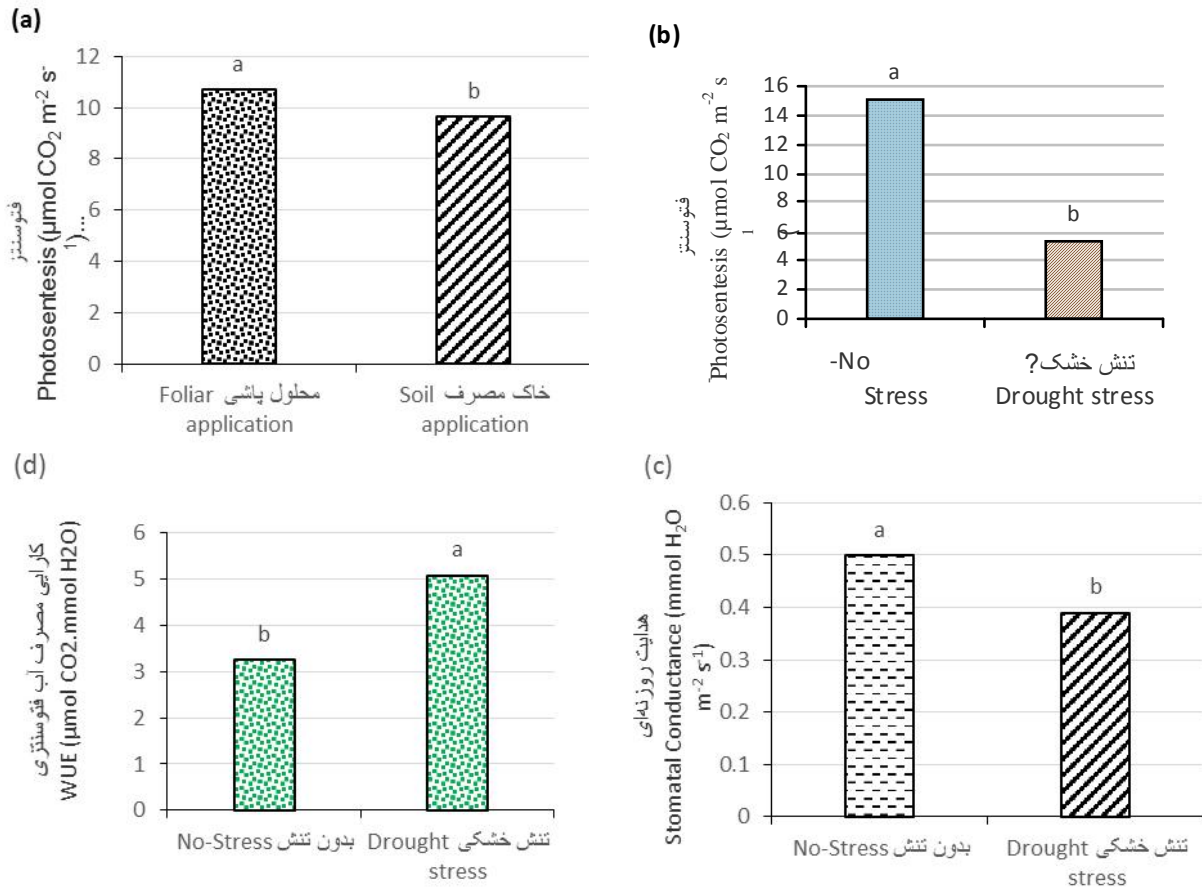 (a)
فتوسنتز
Photosentesis (µmol CO2 m-2 s-
1)...
12
10
8
6
4
2
0
a
b
محلول پاشی Foliar
application
خاک مصرف Soil
application
(b)
فتوسنتز
Photosentesis (µmol CO2 m-2 s
-1)
16
14
12
10
8
6
4
2
0
a
b
-No
Stress
تنش خشک?
Drought stress
(d)
کارایی مصرف آب فتوسنتزی
WUE (µmol CO2.mmol H2O)
6
5
4
3
2
1
0
b
a
بدون تنش No-Stress
تنش خشکی Drought
stress
(c)
هدایت روزنه‌ای
Stomatal Conductance (mmol H2O
m-2 s-1)
0.6
0.5
0.4
0.3
0.2
0.1
0
a
b
بدون تنش No-Stress
تنش خشکی Drought
stress